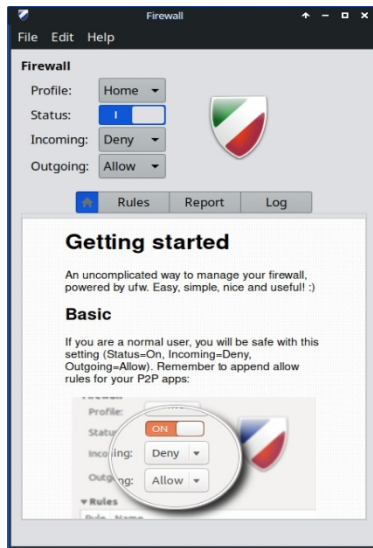 Firewall
File Edit Help
Firewall
Profile: Home
Status:
Incoming: Deny
Outgoing: Allow
Rules Report Log
Getting started
An uncomplicated way to manage your firewall,
powered by ufw. Easy, simple, nice and useful! :)
Basic
If you are a normal user, you will be safe with this
setting (Status=On, Incoming=Deny,
Outgoing=Allow). Remember to append allow
rules for your P2P apps:
Profile:
ON
Deny
Allow
Rules